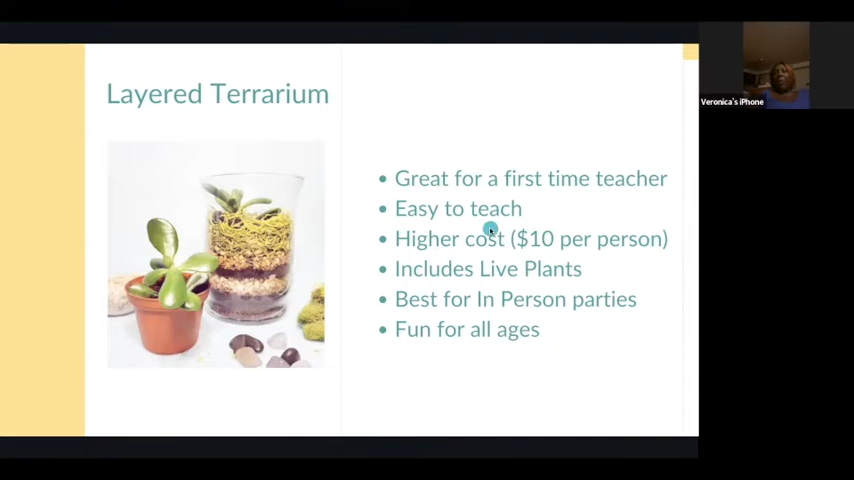 Layered Terrarium
• Great for a first time teacher
• Easy to teach
• Higher cost ($10 per person)
• Includes Live Plants
• Best for In Person parties
• Fun for all ages
Veronica's iPhone